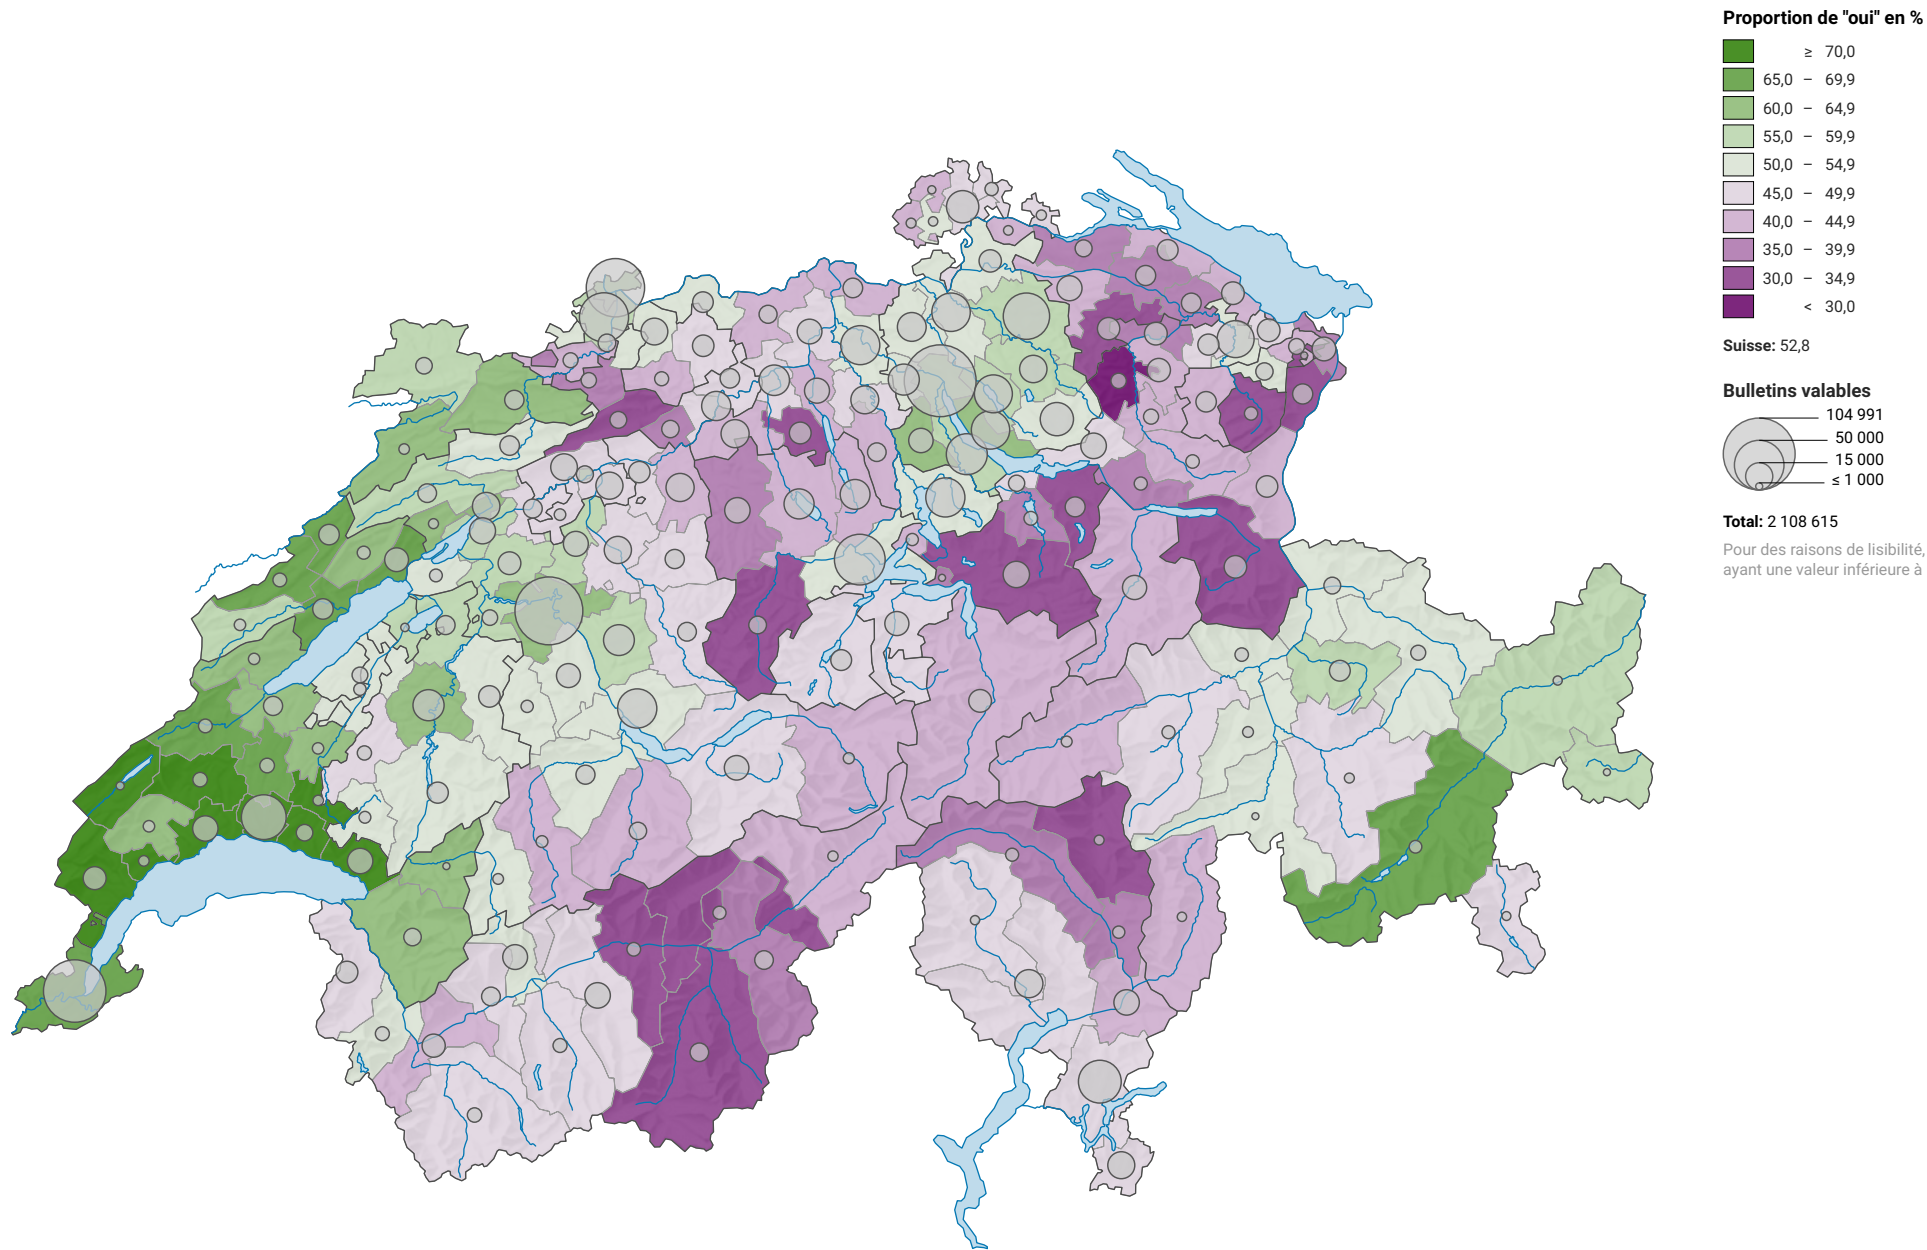 Proportion de "oui" en %
≥ 70,0
65,0 – 69,9
60,0 – 64,9
55,0 – 59,9
50,0 – 54,9
45,0 – 49,9
40,0 – 44,9
35,0 – 39,9
30,0 – 34,9
< 30,0
Suisse: 52,8
Bulletins valables
104 991
50 000
15 000
≤ 1 000
Total: 2 108 615
Pour des raisons de lisibilité,
ayant une valeur inférieure à